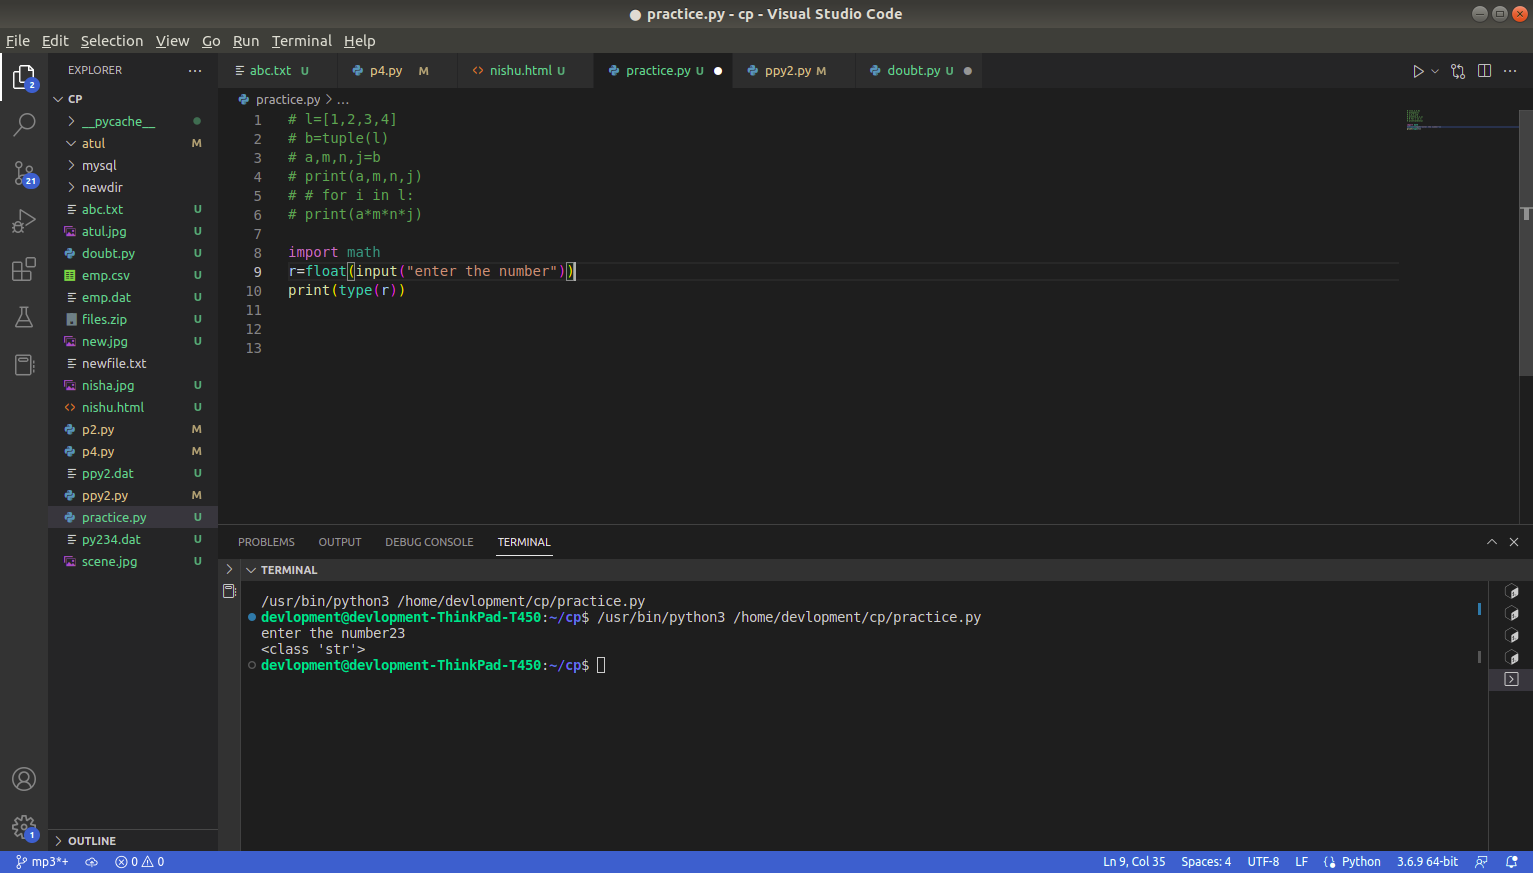 ● practice.py - cp - Visual Studio Code
File Edit Selection View Go Run Terminal Help
EXPLORER
abc.txt U p4.py M nishu.html U practice.py U ppy2.py M doubt.py U
2
CP
practice.py > ...
__pycache__
atul M
mysql
21
newdir
abc.txt U
atul.jpg U
doubt.py U
emp.csv U
emp.dat U
files.zip U
new.jpg U
newfile.txt
nisha.jpg U
nishu.html U
p2.py M
p4.py M
ppy2.dat U
ppy2.py M
practice.py U
py234.dat U
scene.jpg U
1 # l=[1,2,3,4]
2 # b=tuple(l)
3 # a,m,n,j=b
4 # print(a,m,n,j)
5 # # for i in l:
6 # print(a*m*n*j)
7
8 import math
9 r=float(input("enter the number"))
10 print(type(r))
11
12
13
PROBLEMS OUTPUT DEBUG CONSOLE TERMINAL
TERMINAL
/usr/bin/python3 /home/devlopment/cp/practice.py
devlopment@devlopment-ThinkPad-T450:~/cp$ /usr/bin/python3 /home/devlopment/cp/practice.py
enter the number23
<class 'str'>
devlopment@devlopment-ThinkPad-T450:~/cp$
1
OUTLINE
mp3*+ 0 0 Ln 9, Col 35 Spaces: 4 UTF-8 LF Python 3.6.9 64-bit